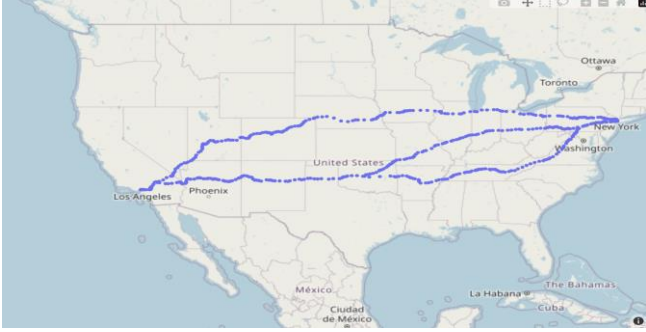 Ottawa
Toronto
New York
Washington
United States
Los Angeles
Phoenix
México
La Habana
The Bahamas
Cuba
Ciudad
de México